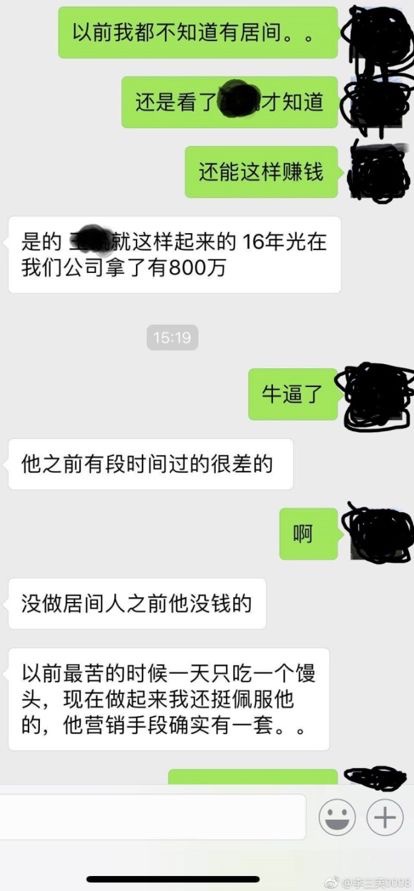 以前我都不知道有居间。。
还是看了 才知道
还能这样赚钱
是的 就这样起来的 16年光在
我们公司拿了有800万
15:19
牛逼了
他之前有段时间过的很差的
啊
没做居间人之前他没钱的
以前最苦的时候一天只吃一个馒
头，现在做起来我还挺佩服他
的，他营销手段确实有一套。。